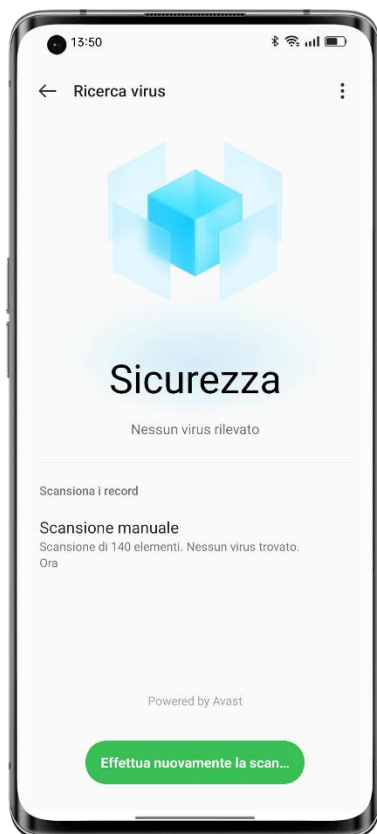 13:50
Ricerca virus
Sicurezza
Nessun virus rilevato
Scansiona i record
Scansione manuale
Scansione di 140 elementi. Nessun virus trovato.
Ora
Powered by Avast
Effettua nuovamente la scan...